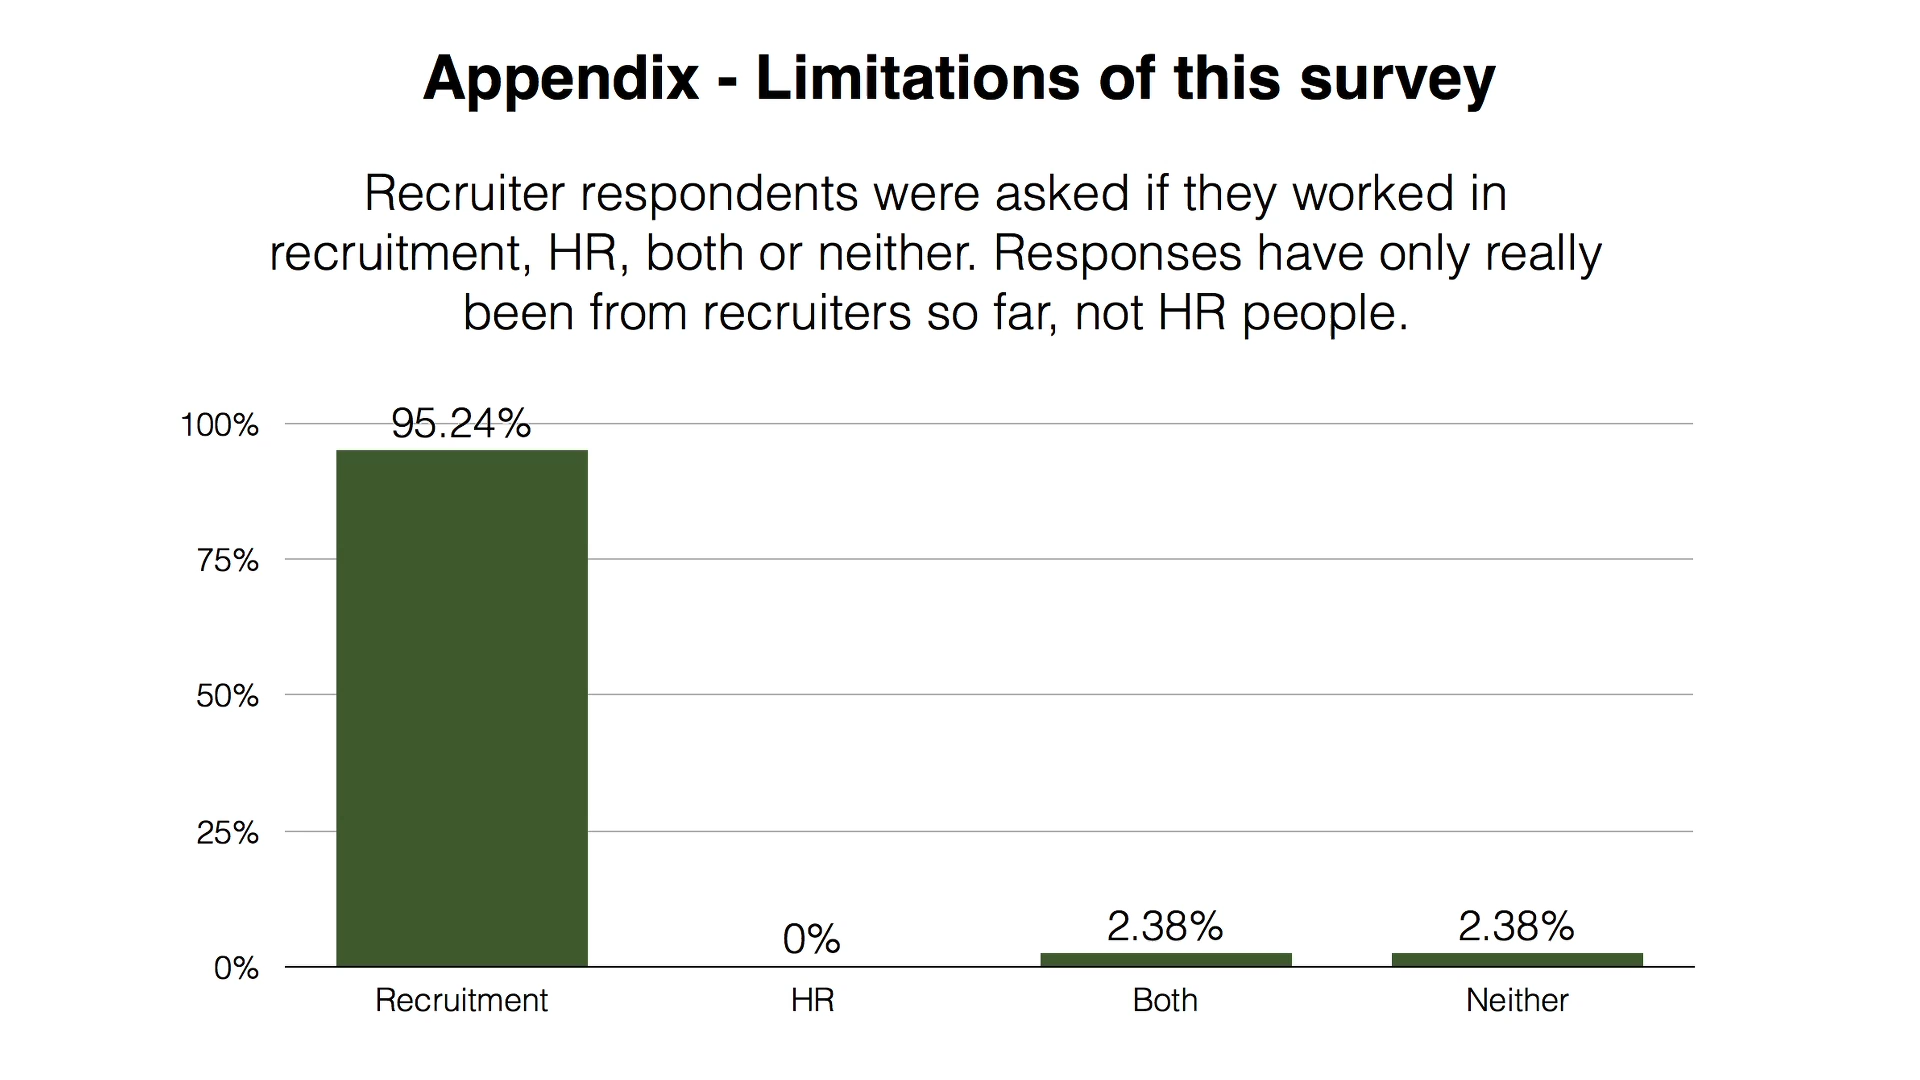 Appendix - Limitations of this survey
Recruiter respondents were asked if they worked in
recruitment, HR, both or neither. Responses have only really
been from recruiters so far, not HR people.
100%
75%
50%
25%
0%
95.24%
0%
2.38%
2.38%
Recruitment
HR
Both
Neither